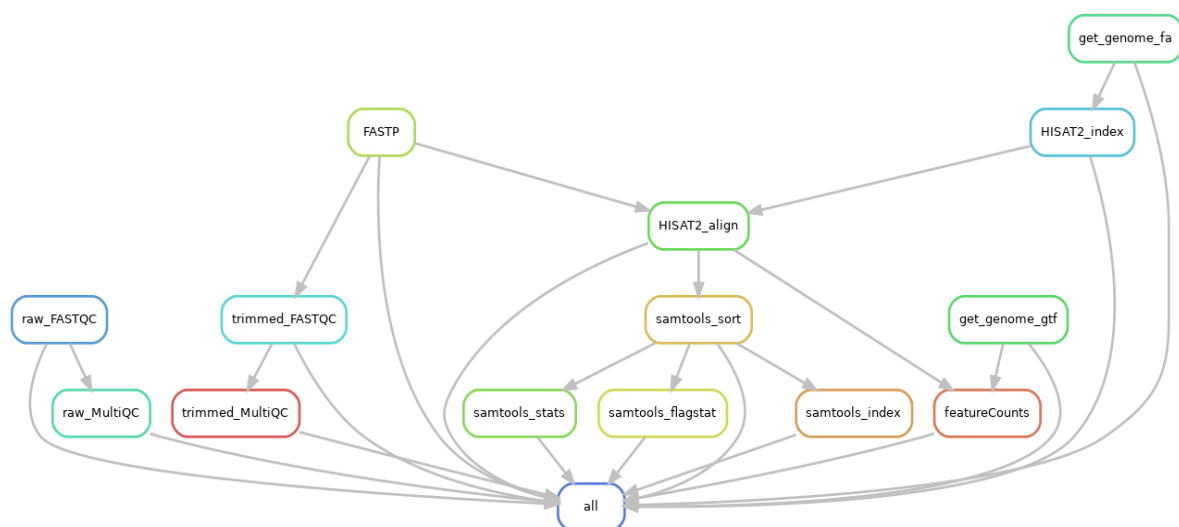 get_genome_fa
FASTP
HISAT2_index
HISAT2_align
raw_FASTQC
trimmed_FASTQC
samtools_sort
get_genome_gtf
raw_MultiQC
trimmed_MultiQC
samtools_stats
samtools_flagstat
samtools_index
featureCounts
all